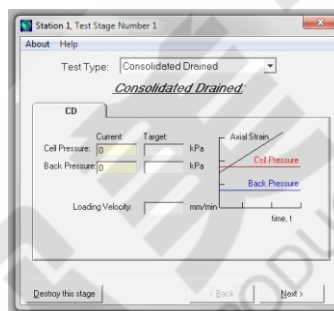 Station 1, Test Stage Number 1
About Help
Test Type: Consolidated Drained
Consolidated Drained:
CD
Current: Target:
Cell Pressure: 0 kPa
Back Pressure: 0 kPa
Loading Velocity: mm/min
Axial Strain
Cell Pressure
Back Pressure
time, t
Destroy this stage
< Back
Next >